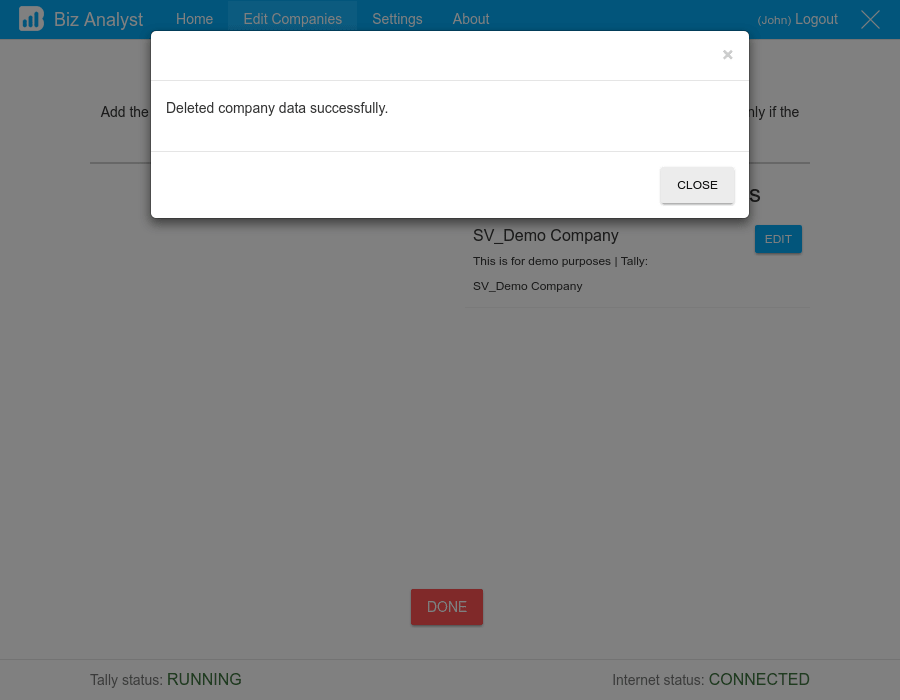 Biz Analyst Home Edit Companies Settings About (John) Logout
×
Deleted company data successfully.
CLOSE
Add the
nly if the
s
SV_Demo Company EDIT
This is for demo purposes | Tally:
SV_Demo Company
DONE
Tally status: RUNNING Internet status: CONNECTED